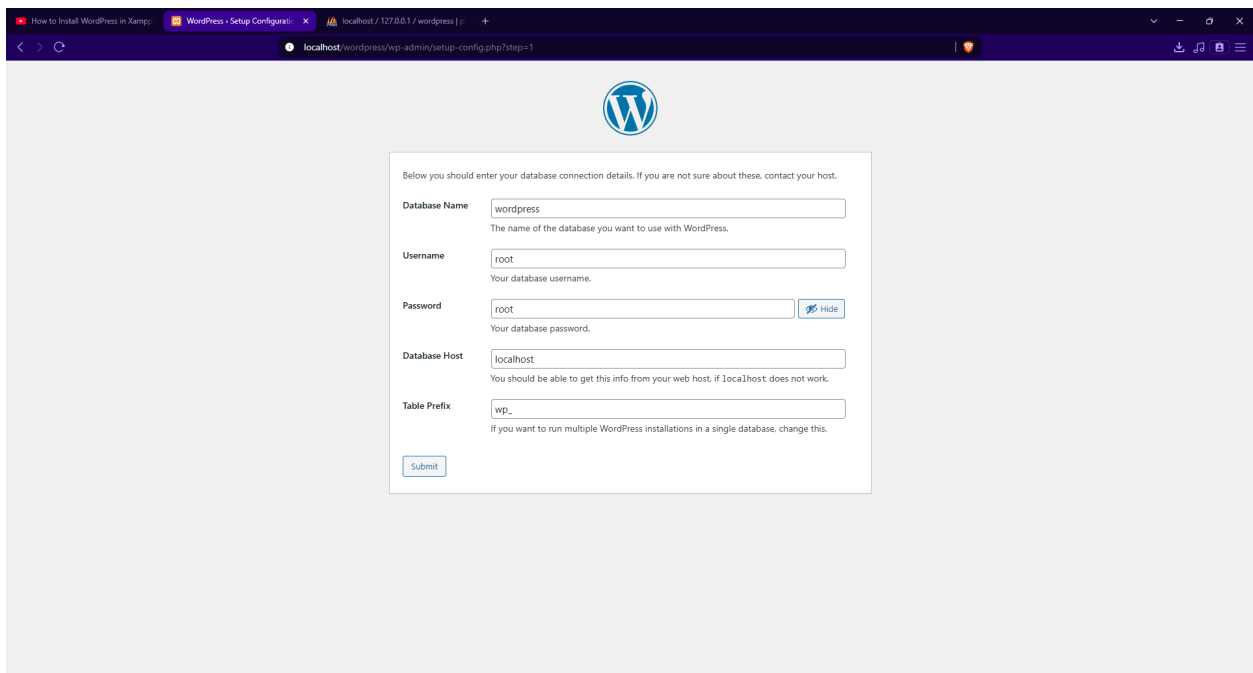 How to Install WordPress in Xampp
WordPress › Setup Configuratic
localhost / 127.0.0.1 / wordpress | p
localhost/wordpress/wp-admin/setup-config.php?step=1
Below you should enter your database connection details. If you are not sure about these, contact your host.
Database Name
wordpress
The name of the database you want to use with WordPress.
Username
root
Your database username.
Password
root
Hide
Your database password.
Database Host
localhost
You should be able to get this info from your web host, if localhost does not work.
Table Prefix
wp_
If you want to run multiple WordPress installations in a single database, change this.
Submit